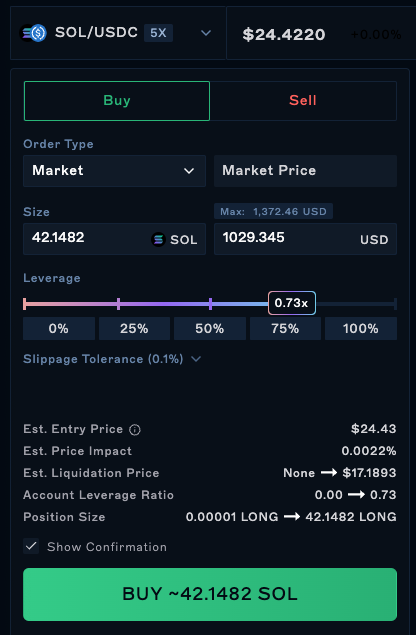 SOL/USDC 5X $24.4220 +0.00%
Buy Sell
Order Type
Market Market Price
Size Max: 1,372.46 USD
42.1482 SOL 1029.345 USD
Leverage
0.73x
0% 25% 50% 75% 100%
Slippage Tolerance (0.1%)
Est. Entry Price $24.43
Est. Price Impact 0.0022%
Est. Liquidation Price None → $17.1893
Account Leverage Ratio 0.00 → 0.73
Position Size 0.00001 LONG → 42.1482 LONG
Show Confirmation
BUY ~42.1482 SOL